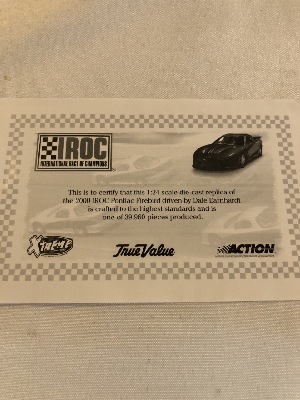 IROC
INTERNATIONAL RACE OF CHAMPIONS
This is to certify that this 1:24 scale die-cast replica of
the 2000 IROC Pontiac Firebird driven by Dale Earnhardt
is crafted to the highest standards and is
one of 39,960 pieces produced.
XTREME
True Value
ACTION